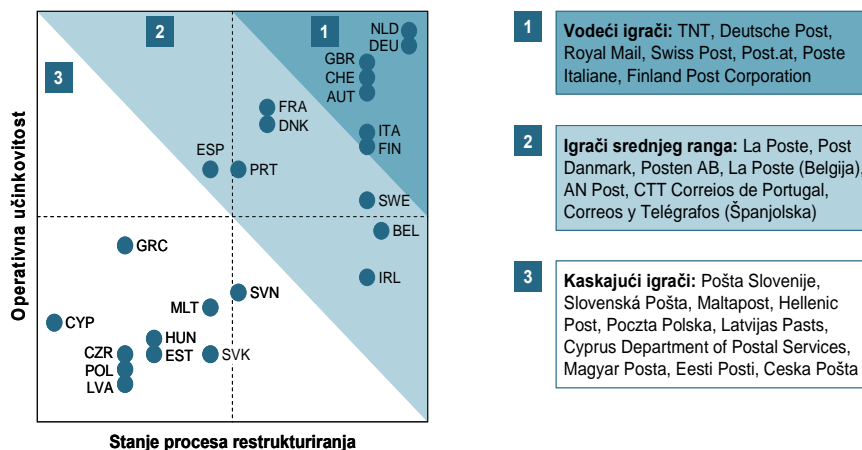 2
1
3
NLD
DEU
GBR
CHE
AUT
FRA
DNK
ITA
FIN
ESP
PRT
SWE
BEL
GRC
IRL
SVN
MLT
CYP
HUN
CZR
EST
SVK
POL
LVA
Operativna učinkovitost
Stanje procesa restrukturiranja
1
Vodeći igrači: TNT, Deutsche Post,
Royal Mail, Swiss Post, Post.at, Poste
Italiane, Finland Post Corporation
2
Igrači srednjeg ranga: La Poste, Post
Danmark, Posten AB, La Poste (Belgija),
AN Post, CTT Correios de Portugal,
Correos y Telégrafos (Španjolska)
3
Kaskajući igrači: Pošta Slovenije,
Slovenská Pošta, Maltapost, Hellenic
Post, Poczta Polska, Latvijas Pasts,
Cyprus Department of Postal Services,
Magyar Posta, Eesti Posti, Ceska Pošta